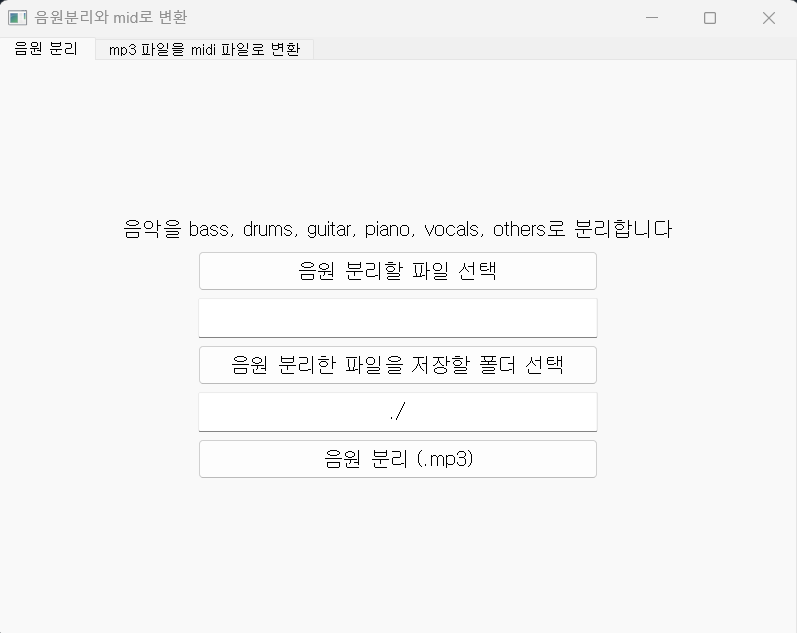 음원분리와 mid로 변환
음원 분리
mp3 파일을 midi 파일로 변환
음악을 bass, drums, guitar, piano, vocals, others로 분리합니다
음원 분리할 파일 선택
음원 분리한 파일을 저장할 폴더 선택
./
음원 분리 (.mp3)